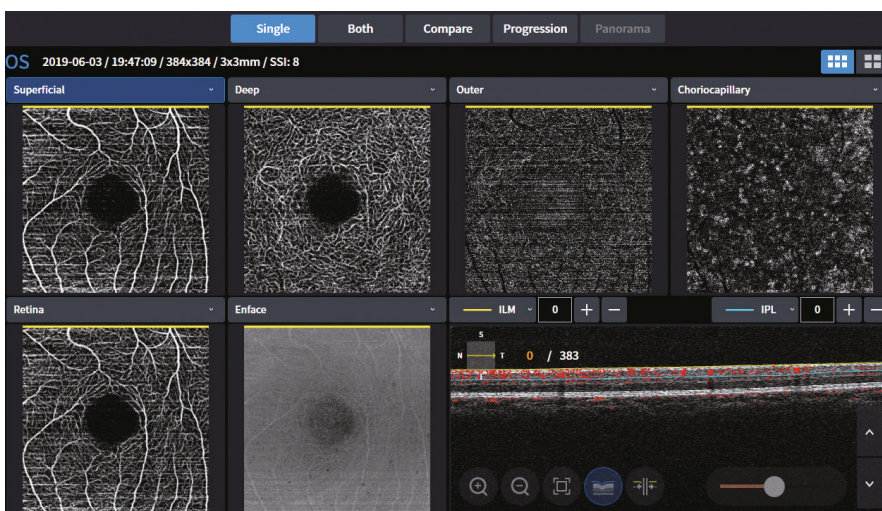 Single Both Compare Progression Panorama
OS 2019-06-03 / 19:47:09 / 384x384 / 3x3mm / SSI: 8
Superficial Deep Outer Choriocapillary
Retina Enface ILM 0 IPL 0
S
N T 0 / 383
I